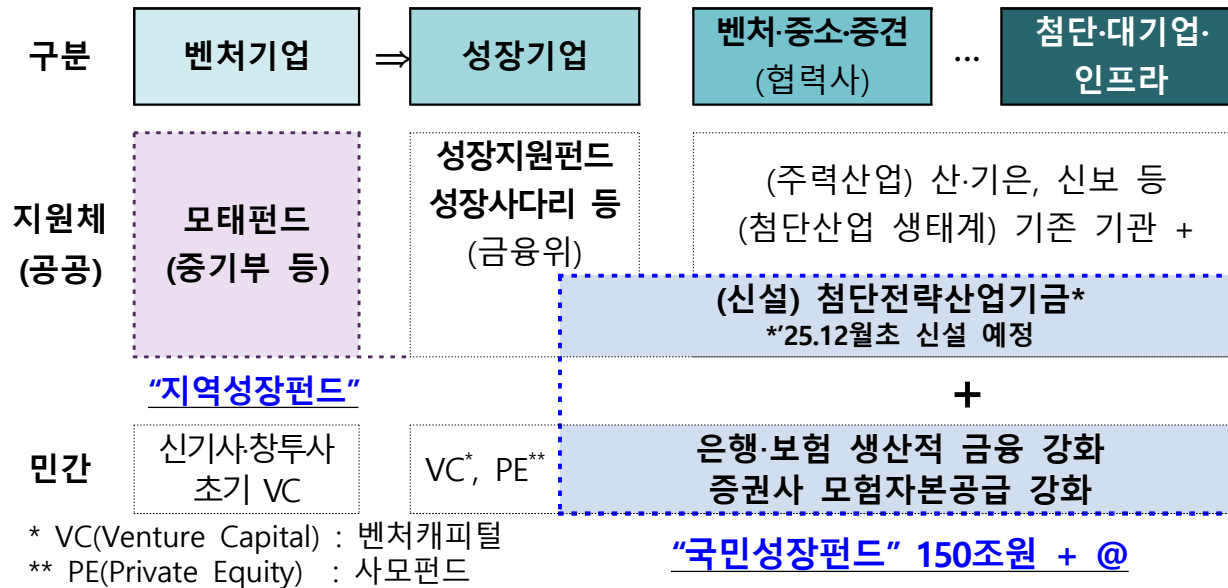 구분
벤처기업
⇒
성장기업
벤처·중소·중견
(협력사)
···
첨단·대기업·
인프라
지원체
(공공)
모태펀드
(중기부 등)
성장지원펀드
성장사다리 등
(금융위)
(주력산업) 산·기은, 신보 등
(첨단산업 생태계) 기존 기관 +
(신설) 첨단전략산업기금*
*’25.12월초 신설 예정
“지역성장펀드”
+
민간
신기사·창투사
초기 VC
VC*, PE**
은행·보험 생산적 금융 강화
증권사 모험자본공급 강화
* VC(Venture Capital) : 벤처캐피털
** PE(Private Equity) : 사모펀드
“국민성장펀드” 150조원 + @